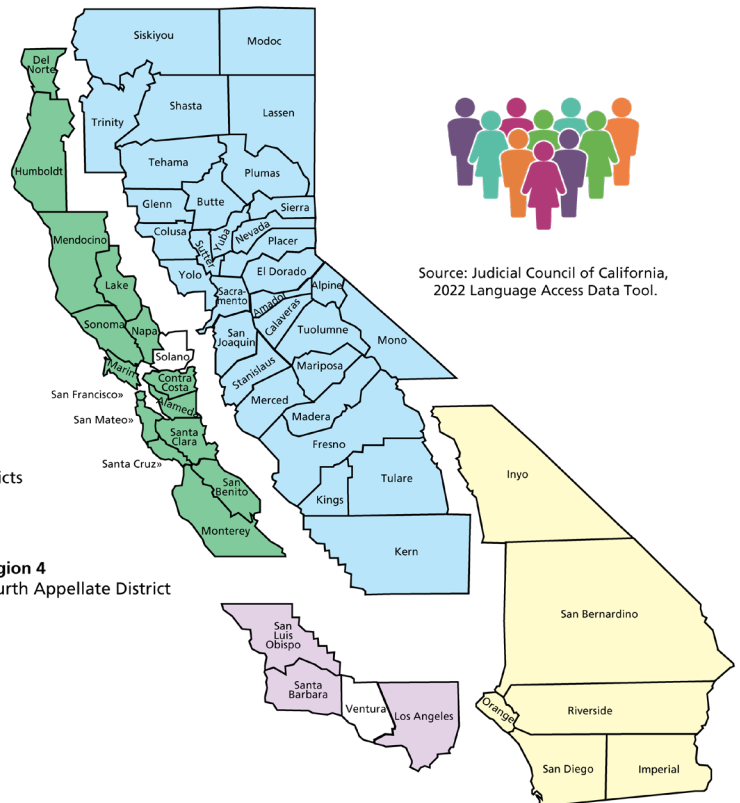 Siskiyou
Modoc
Del
Norte
Trinity
Shasta
Lassen
Humboldt
Tehama
Plumas
Glenn
Butte
Sierra
Colusa
Sutter
Yuba
Nevada
Placer
Mendocino
Lake
Yolo
El Dorado
Sacra-
mento
Amador
Alpine
Calaveras
Sonoma
Napa
Solano
San
Joaquin
Tuolumne
Mono
Marin
Contra
Costa
Stanislaus
Mariposa
San Francisco»
Alamed
Merced
Madera
San Mateo»
Santa
Clara
Fresno
Santa Cruz»
San
Benito
Kings
Tulare
Inyo
Monterey
Kern
Source: Judicial Council of California,
2022 Language Access Data Tool.
icts
gion 4
urth Appellate District
San
Luis
Obispo
Santa
Barbara
Ventura
Los Angeles
San Bernardino
Orange
Riverside
San Diego
Imperial